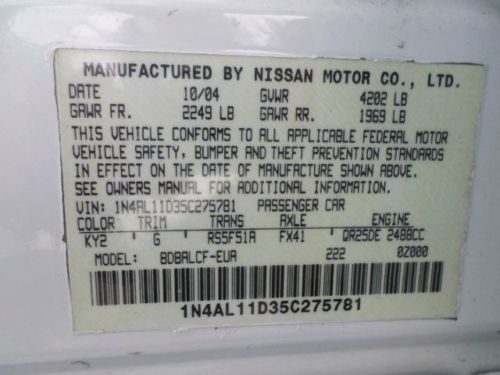 MANUFACTURED BY NISSAN MOTOR CO., LTD.
DATE 10/04 GVWR 4202 LB
GAWR FR. 2249 LB GAWR RR. 1969 LB
THIS VEHICLE CONFORMS TO ALL APPLICABLE FEDERAL MOTOR
VEHICLE SAFETY, BUMPER AND THEFT PREVENTION STANDARDS
IN EFFECT ON THE DATE OF MANUFACTURE SHOWN ABOVE.
SEE OWNERS MANUAL FOR ADDITIONAL INFORMATION.
VIN: 1N4AL11D35C275781 PASSENGER CAR
COLOR TRIM TRANS AXLE ENGINE
KY2 G RS5F51A FX41 QR25DE 2488CC
MODEL: BDBALCF-EUA 222 0Z000
1N4AL11D35C275781